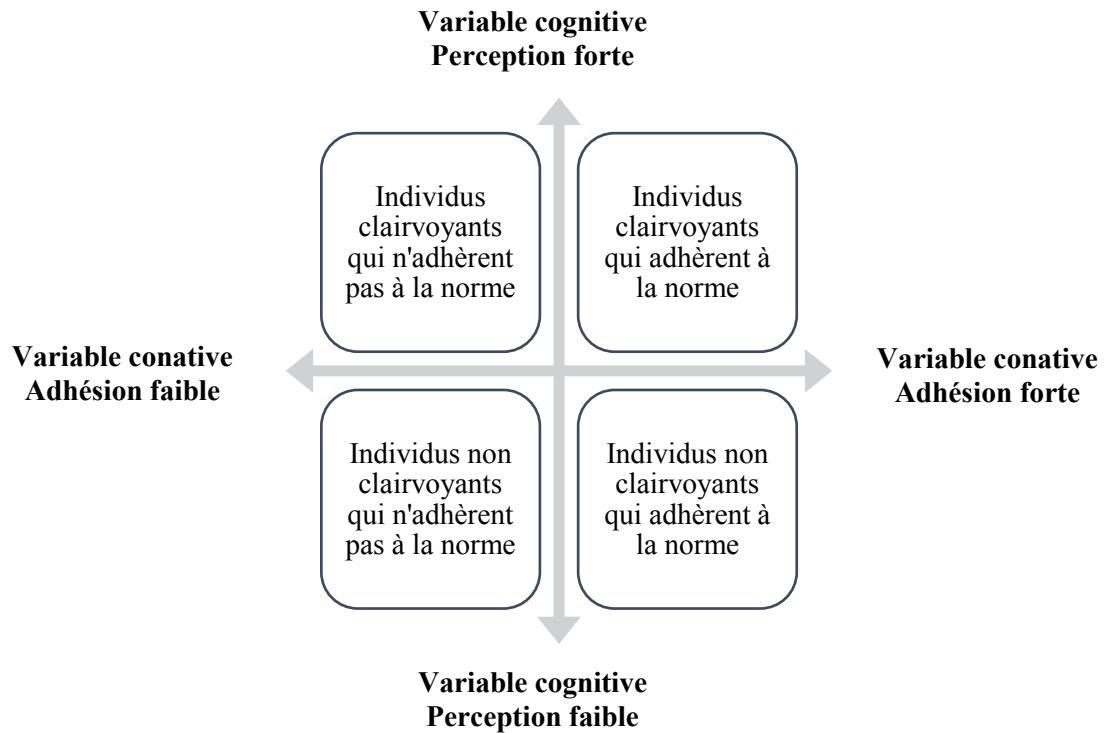 Variable cognitive
Perception forte
Individus
clairvoyants
qui n'adhèrent
pas à la norme
Individus
clairvoyants
qui adhèrent à
la norme
Variable conative
Adhésion faible
Variable conative
Adhésion forte
Individus non
clairvoyants
qui n'adhèrent
pas à la norme
Individus non
clairvoyants
qui adhèrent à
la norme
Variable cognitive
Perception faible